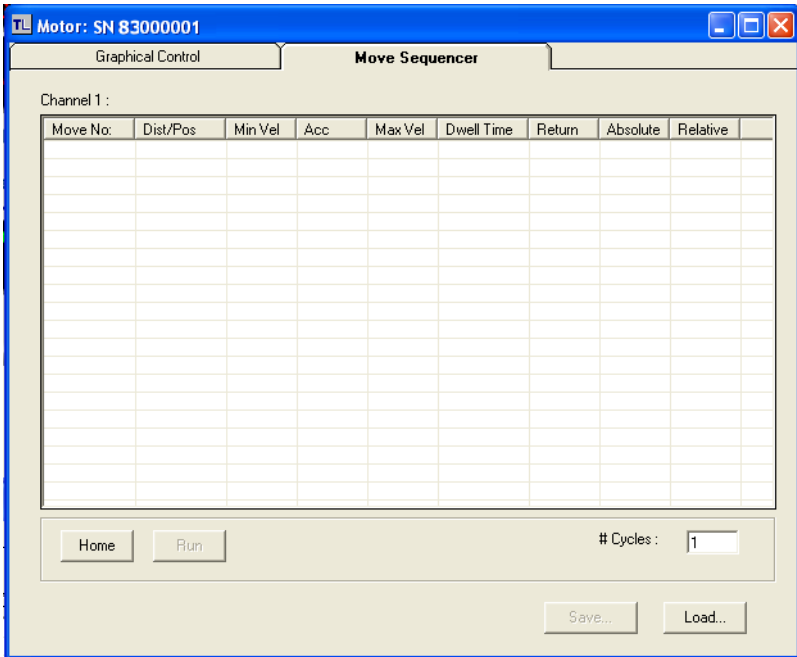 TL Motor: SN 83000001
Graphical Control Move Sequencer
Channel 1 :
Move No: Dist/Pos Min Vel Acc Max Vel Dwell Time Return Absolute Relative
Home Run # Cycles : 1
Save... Load...